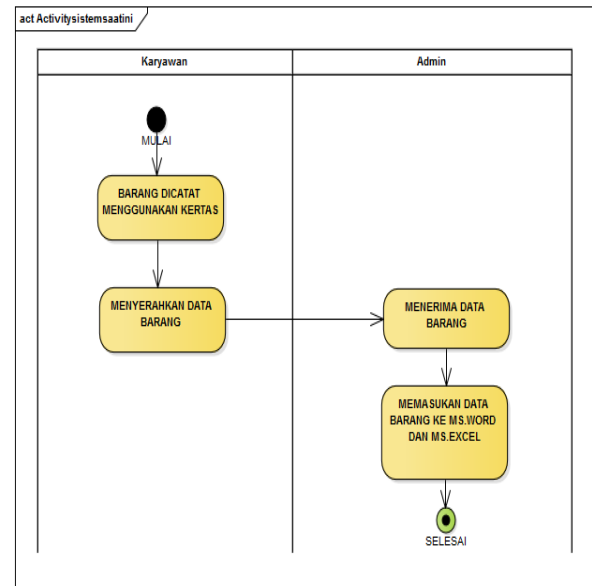 act Activitysistemsaatini
Karyawan
Admin
MULAI
BARANG DICATAT
MENGGUNAKAN KERTAS
MENYERAHKAN DATA
BARANG
MENERIMA DATA
BARANG
MEMASUKAN DATA
BARANG KE MS.WORD
DAN MS.EXCEL
SELESAI